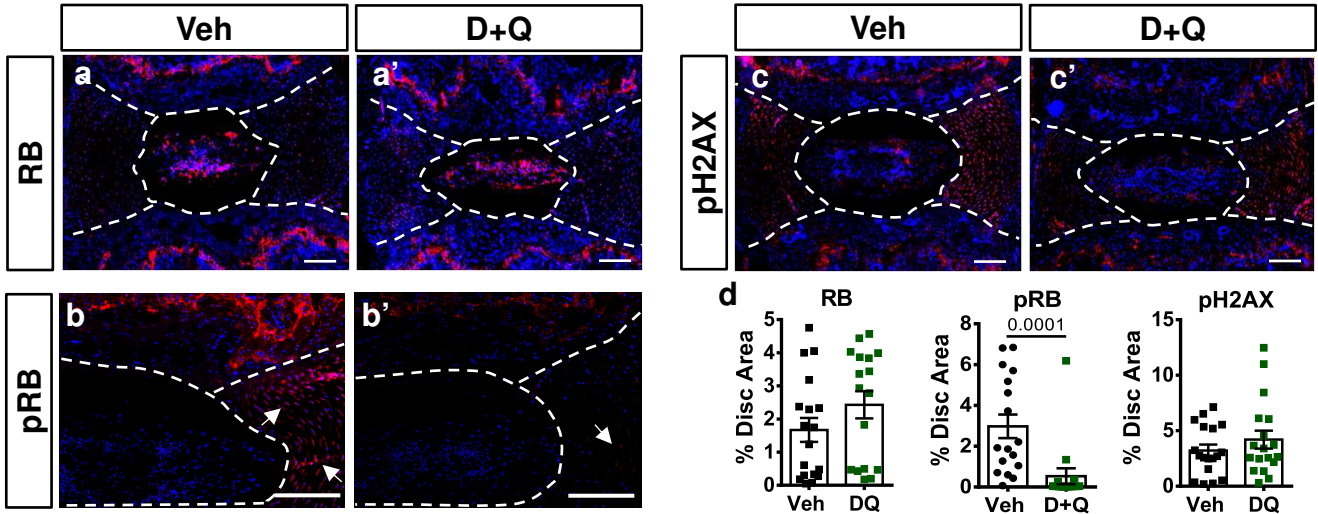 Veh
D+Q
Veh
D+Q
RB
a
a'
pH2AX
c
c'
pRB
b
b'
d
RB
% Disc Area
5
4
3
2
1
0
Veh
DQ
pRB
% Disc Area
8
6
4
2
0
0.0001
Veh
D+Q
pH2AX
% Disc Area
15
10
5
0
Veh
DQ